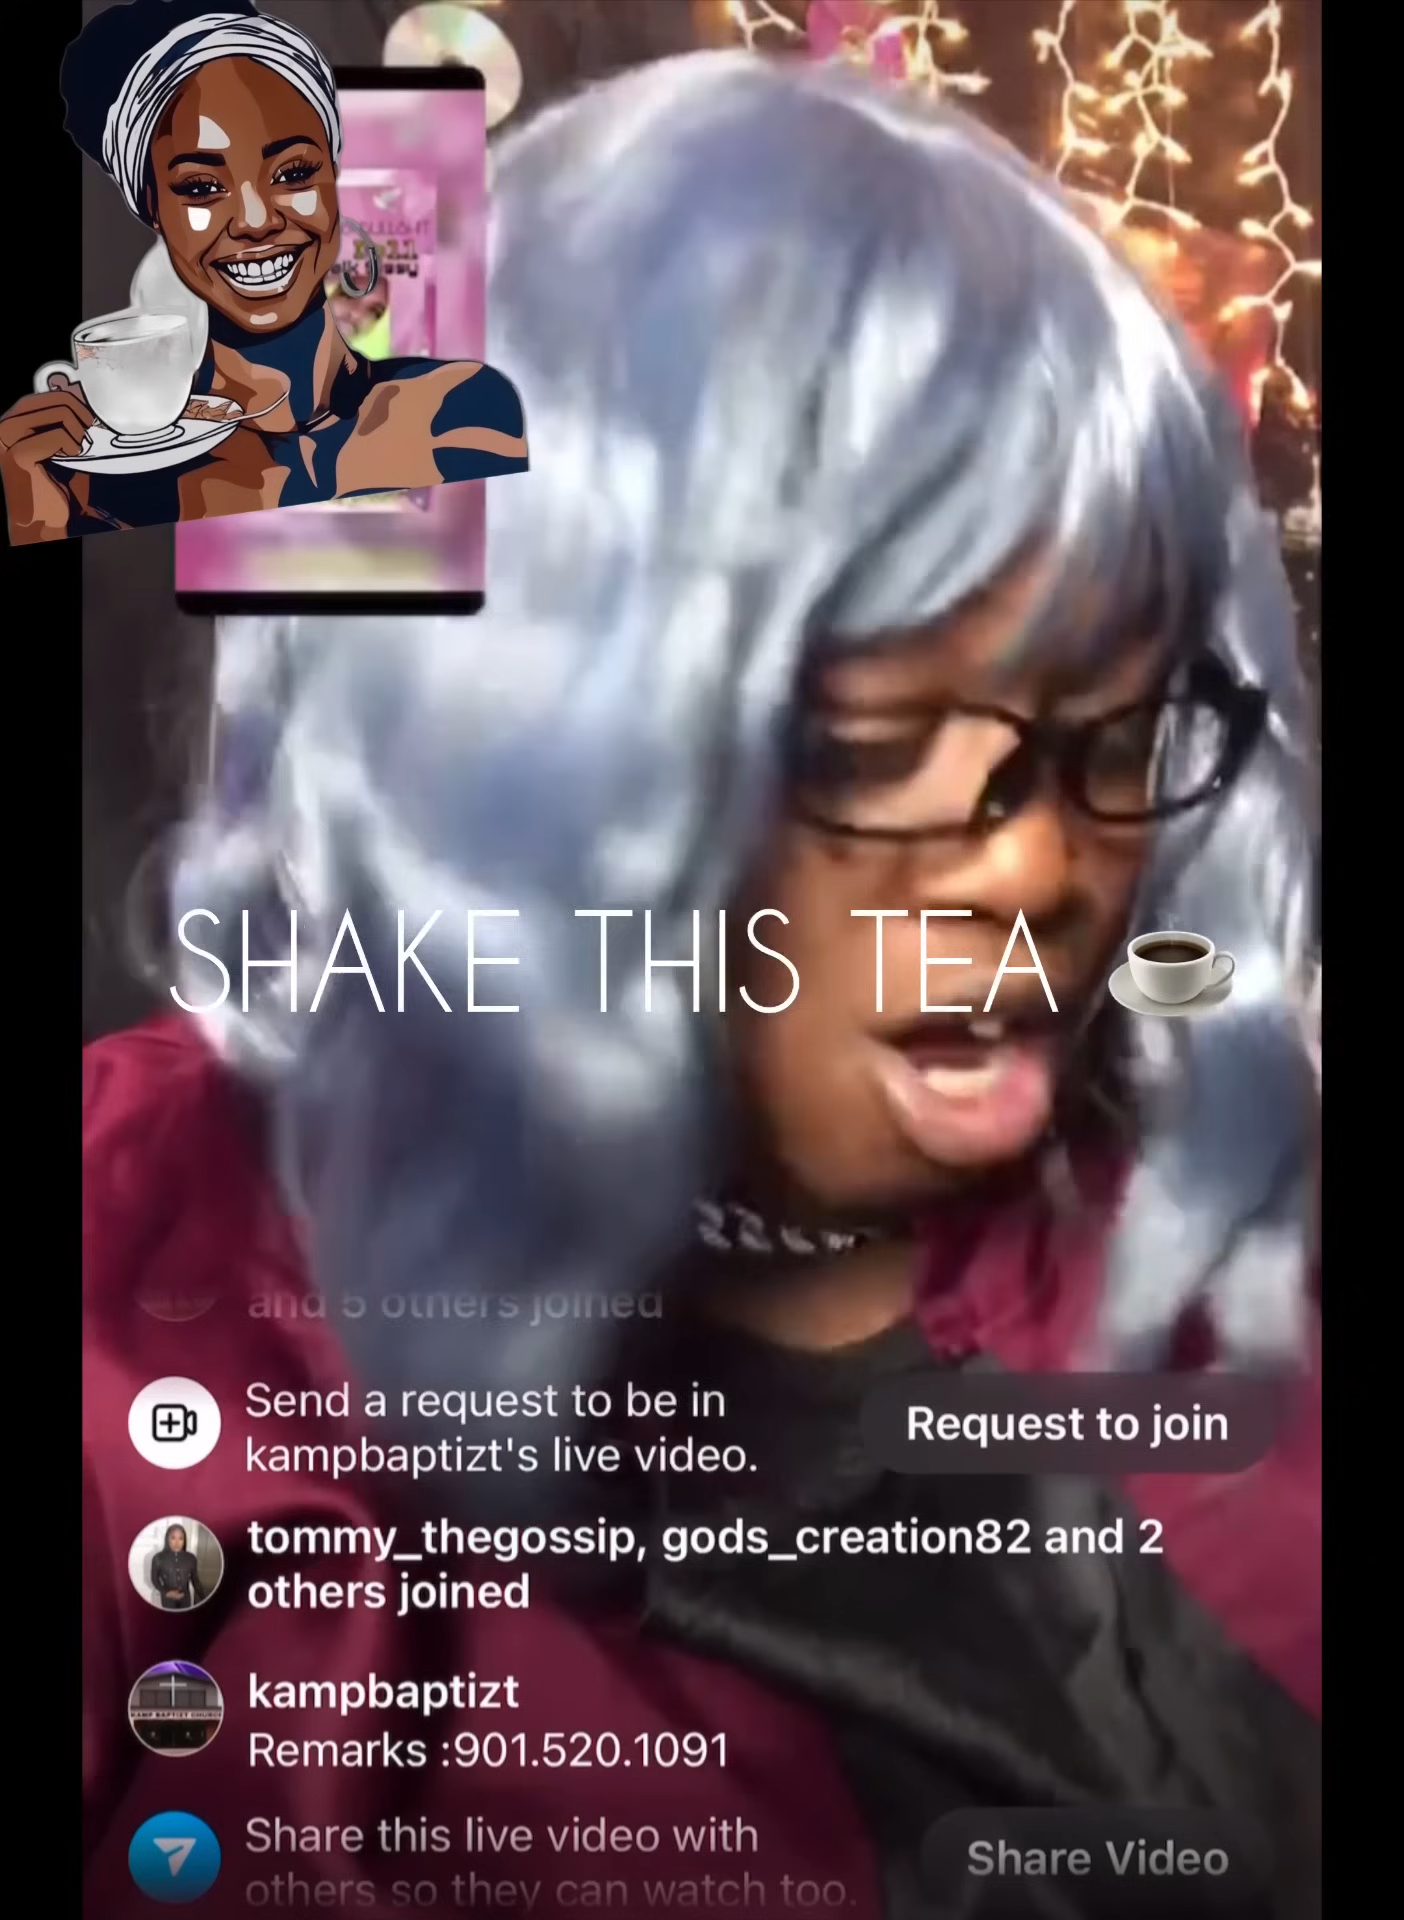 SHAKE THIS TEA ☕
and 5 others joined
Send a request to be in
kampbaptizt's live video.
Request to join
tommy_thegossip, gods_creation82 and 2
others joined
kampbaptizt
Remarks :901.520.1091
Share this live video with
others so they can watch too.
Share Video